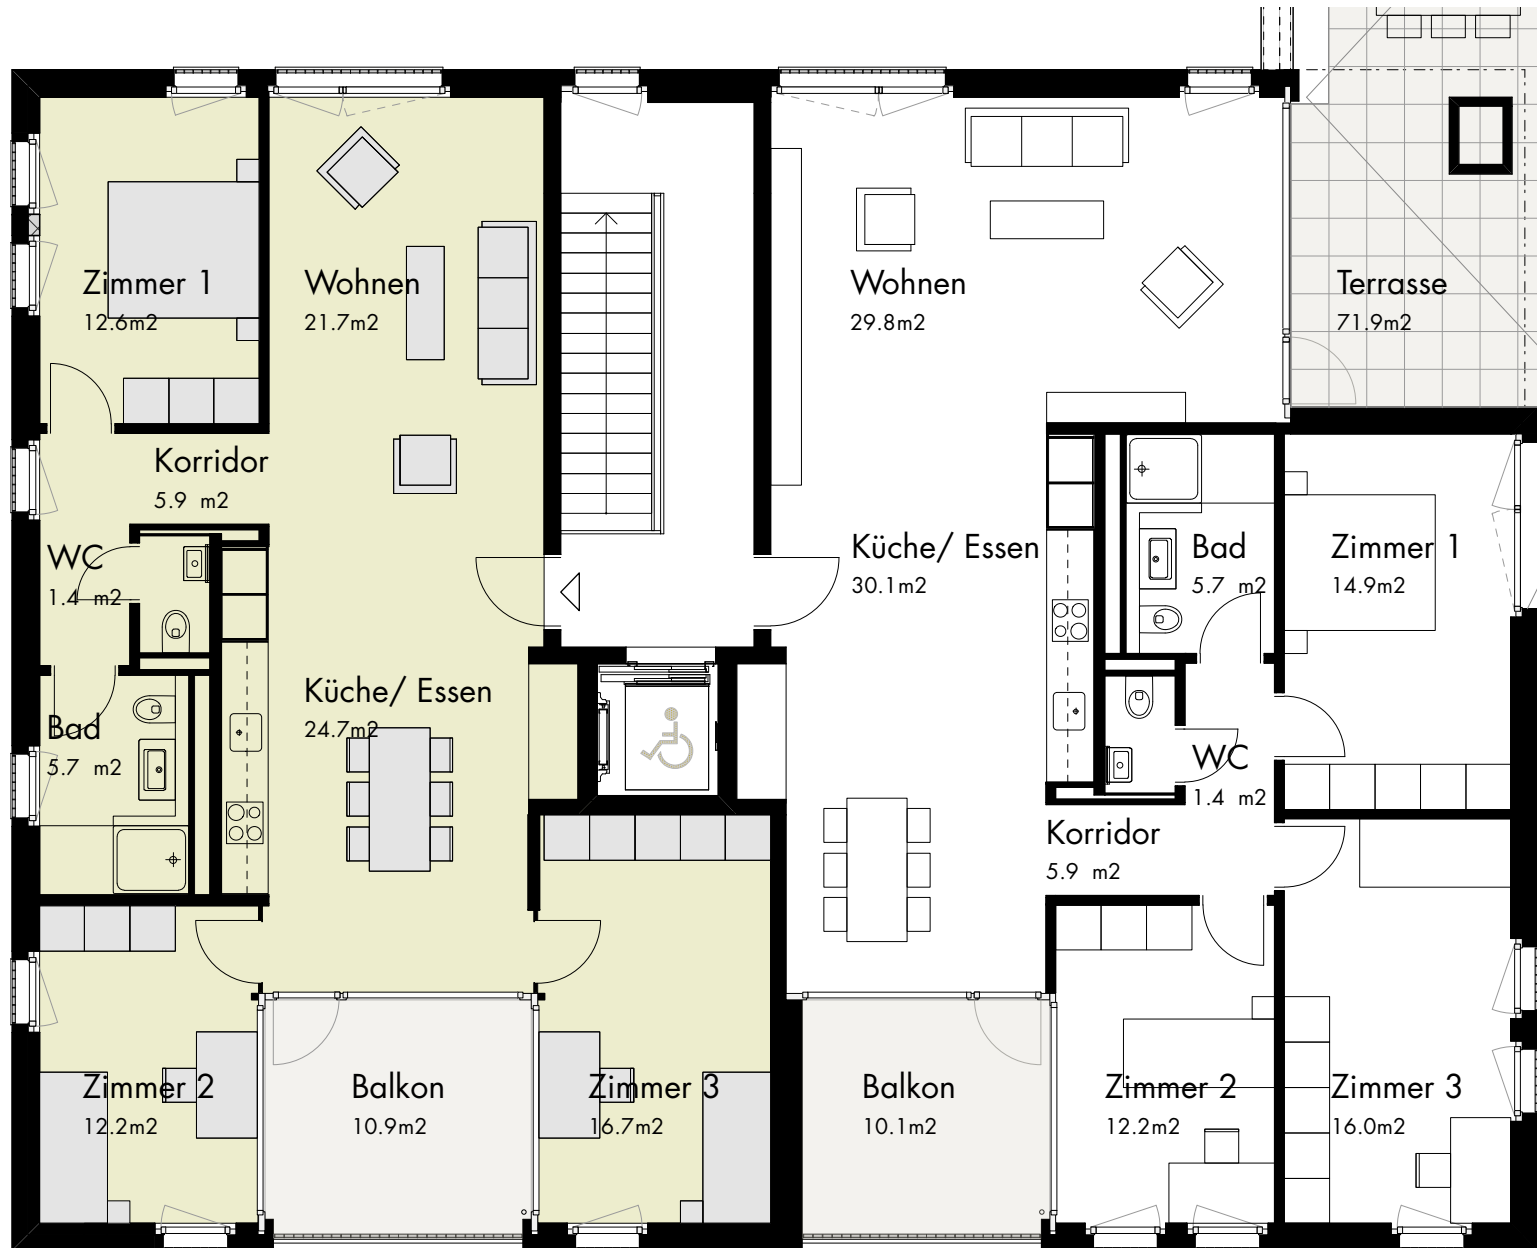 Zimmer 1
12.6m2
Wohnen
21.7m2
Wohnen
29.8m2
Terrasse
71.9m2
Korridor
5.9 m2
WC
1.4 m2
Küche/ Essen
30.1m2
Bad
5.7 m2
Zimmer 1
14.9m2
Küche/ Essen
24.7m2
Bad
5.7 m2
WC
1.4 m2
Korridor
5.9 m2
Zimmer 2
12.2m2
Balkon
10.9m2
Zimmer 3
16.7m2
Balkon
10.1m2
Zimmer 2
12.2m2
Zimmer 3
16.0m2